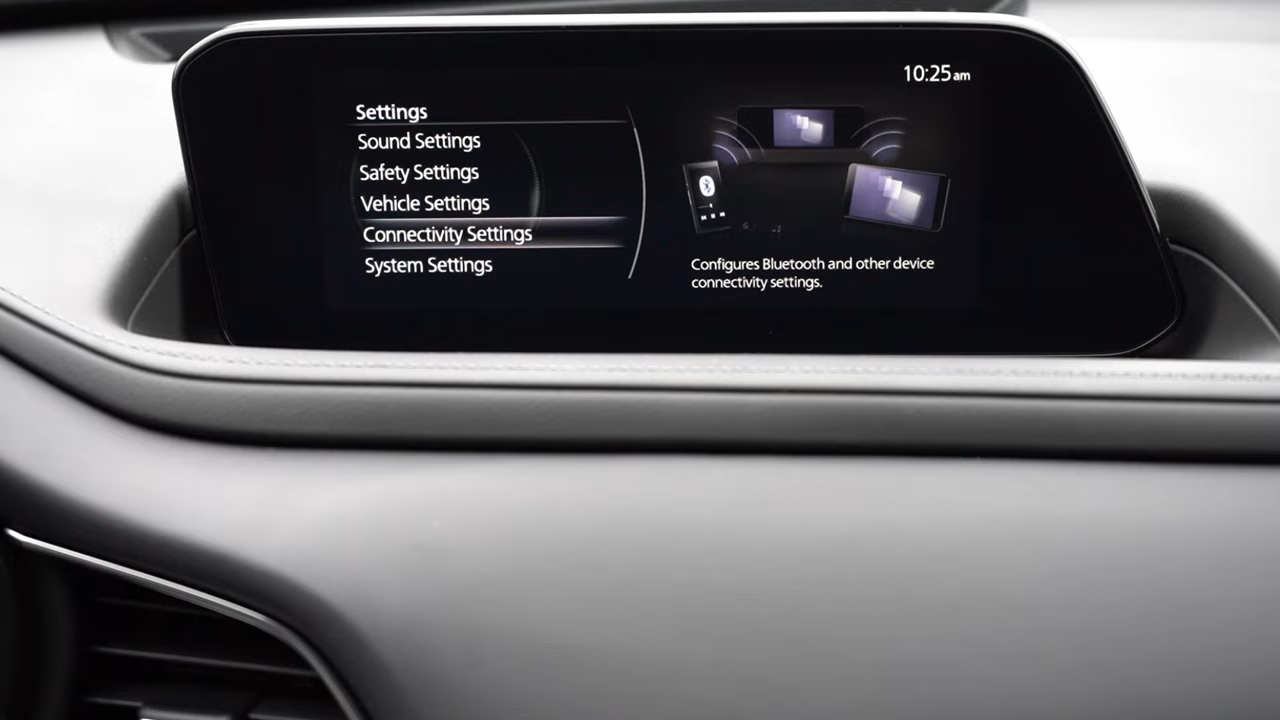 10:25am
Settings
Sound Settings
Safety Settings
Vehicle Settings
Connectivity Settings
System Settings
Configures Bluetooth and other device
connectivity settings.